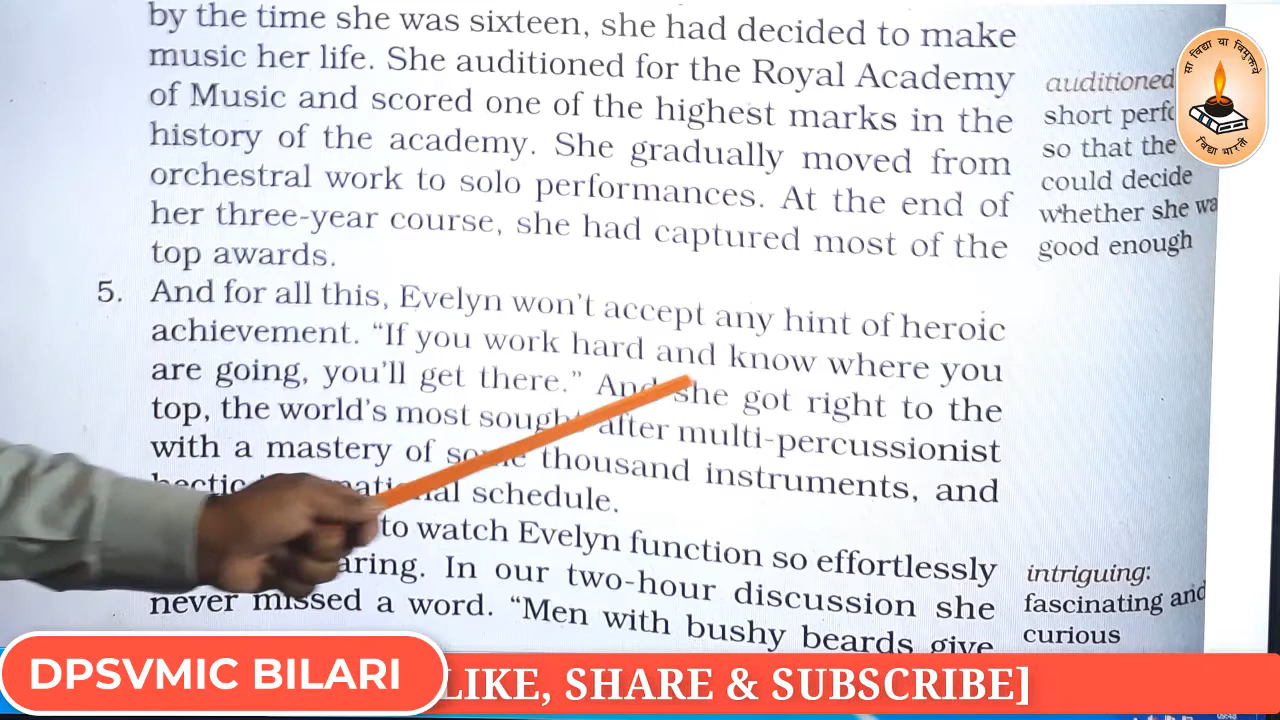 by the time she was sixteen, she had decided to make
music her life. She auditioned for the Royal Academy
of Music and scored one of the highest marks in the
history of the academy. She gradually moved from
orchestral work to solo performances. At the end of
her three-year course, she had captured most of the
top awards.
5. And for all this, Evelyn won't accept any hint of heroic
achievement. “If you work hard and know where you
are going, you'll get there.” And she got right to the
top, the world's most sought after multi-percussionist
with a mastery of some thousand instruments, and
hectic schedule.
to watch Evelyn function so effortlessly
In our two-hour discussion she
never missed a word. “Men with bushy beards give
auditioned
short
so that the
could decide
whether she
good enough
intriguing:
fascinating and
curious
सा विद्या या विमुक्तये
विद्या भारती
DPSVMIC BILARI
LIKE, SHARE & SUBSCRIBE]